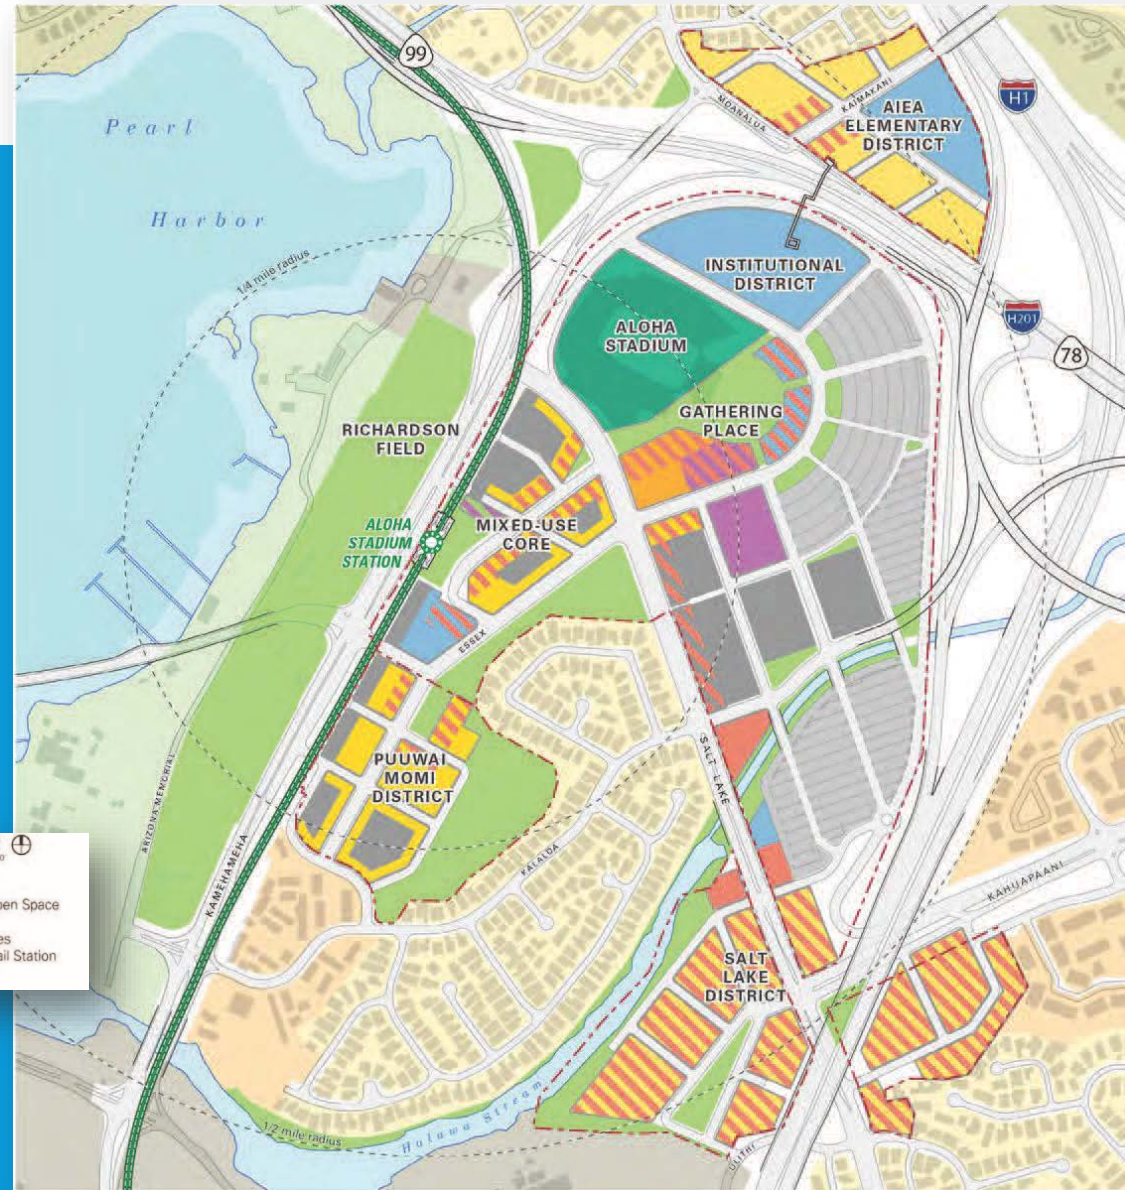 99
H1
Pearl
Harbor
MOANALUA
KAIMAKANI
AIEA
ELEMENTARY
DISTRICT
1/4 mile radius
INSTITUTIONAL
DISTRICT
H201
78
ALOHA
STADIUM
GATHERING
PLACE
RICHARDSON
FIELD
ALOHA
STADIUM
STATION
MIXED-USE
CORE
ESSEX
PUUWAI
MOMI
DISTRICT
SALT LAKE
ARIZONA MEMORIAL
KAMEHAMEHA
KALALOA
KAHUAPAANI
pen Space
es
ail Station
SALT
LAKE
DISTRICT
1/2 mile radius
Halawa Stream
ULITHI